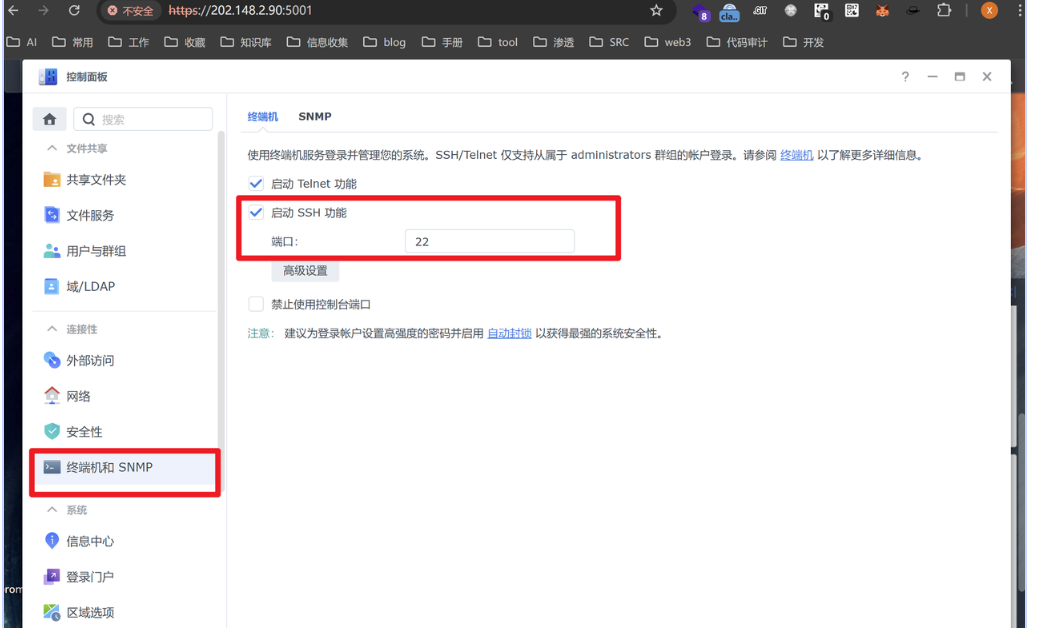 不安全 https://202.148.2.90:5001
8 cla.. GIT 0 X
AI 常用 工作 收藏 知识库 信息收集 blog 手册 tool 渗透 SRC web3 代码审计 开发
控制面板
搜索
文件共享
共享文件夹
文件服务
用户与群组
域/LDAP
连接性
外部访问
网络
安全性
终端机和 SNMP
系统
信息中心
登录门户
区域选项
终端机 SNMP
使用终端机服务登录并管理您的系统。SSH/Telnet 仅支持从属于 administrators 群组的帐户登录。请参阅 终端机 以了解更多详细信息。
启动 Telnet 功能
启动 SSH 功能
端口: 22
高级设置
禁止使用控制台端口
注意: 建议为登录帐户设置高强度的密码并启用 自动封锁 以获得最强的系统安全性。
rom